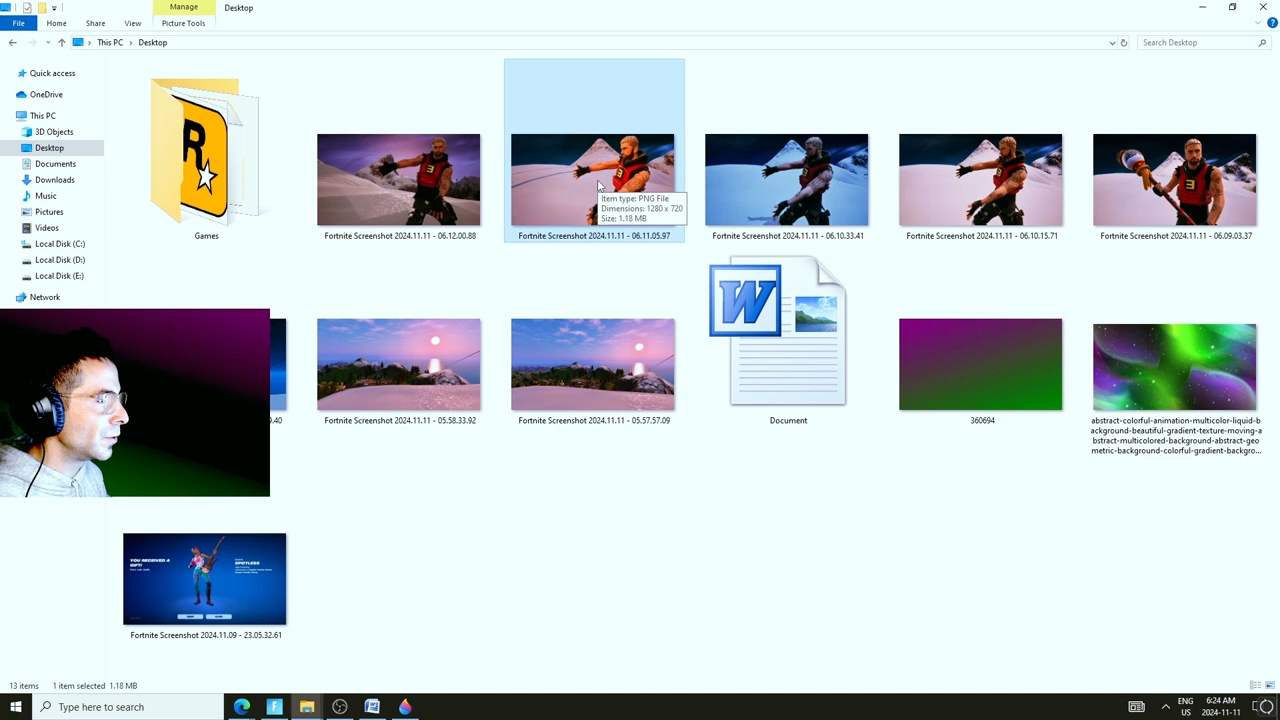 Manage
Desktop
File
Home
Share
View
Picture Tools
This PC
Desktop
Search Desktop
Quick access
OneDrive
This PC
3D Objects
Desktop
Documents
Downloads
Music
Pictures
Videos
Local Disk (C:)
Local Disk (D:)
Local Disk (E:)
Network
R
Games
Fortnite Screenshot 2024.11.11 - 06.12.00.88
Fortnite Screenshot 2024.11.11 - 06.11.05.97
Item type: PNG File
Dimensions: 1280 x 720
Size: 1.18 MB
Fortnite Screenshot 2024.11.11 - 06.10.33.41
Fortnite Screenshot 2024.11.11 - 06.10.15.71
Fortnite Screenshot 2024.11.11 - 06.09.03.37
.40
Fortnite Screenshot 2024.11.11 - 05.58.33.92
Fortnite Screenshot 2024.11.11 - 05.57.57.09
W
Document
360694
abstract-colorful-animation-multicolor-liquid-b
ackground-beautiful-gradient-texture-moving-a
bstract-multicolored-background-abstract-geo
metric-background-colorful-gradient-backgro...
YOU RECEIVED A
GIFT!
SPOTLESS
Fortnite Screenshot 2024.11.09 - 23.05.32.61
13 items
1 item selected 1.18 MB
Type here to search
ENG
US
6:24 AM
2024-11-11